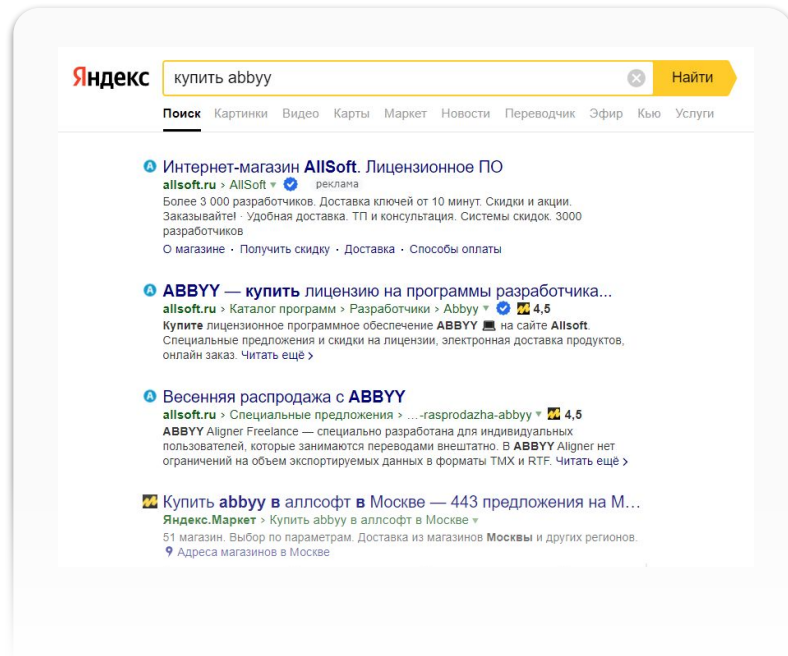 Яндекс
купить abbyy
Найти
Поиск Картинки Видео Карты Маркет Новости Переводчик Эфир Кью Услуги
Интернет-магазин AllSoft. Лицензионное ПО
allsoft.ru › AllSoft реклама
Более 3 000 разработчиков. Доставка ключей от 10 минут. Скидки и акции.
Заказывайте! · Удобная доставка. ТП и консультация. Системы скидок. 3000
разработчиков
О магазине · Получить скидку · Доставка · Способы оплаты
ABBYY — купить лицензию на программы разработчика...
allsoft.ru › Каталог программ › Разработчики › Abbyy 4,5
Купите лицензионное программное обеспечение ABBYY 💻 на сайте Allsoft.
Специальные предложения и скидки на лицензии, электронная доставка продуктов,
онлайн заказ. Читать ещё ›
Весенняя распродажа с ABBYY
allsoft.ru › Специальные предложения › ...-rasprodazha-abbyy 4,5
ABBYY Aligner Freelance — специально разработана для индивидуальных
пользователей, которые занимаются переводами внештатно. В ABBYY Aligner нет
ограничений на объем экспортируемых данных в форматы TMX и RTF. Читать ещё ›
Купить abbyy в аллсофт в Москве — 443 предложения на М...
Яндекс.Маркет › Купить abbyy в аллсофт в Москве
51 магазин. Выбор по параметрам. Доставка из магазинов Москвы и других регионов.
Адреса магазинов в Москве